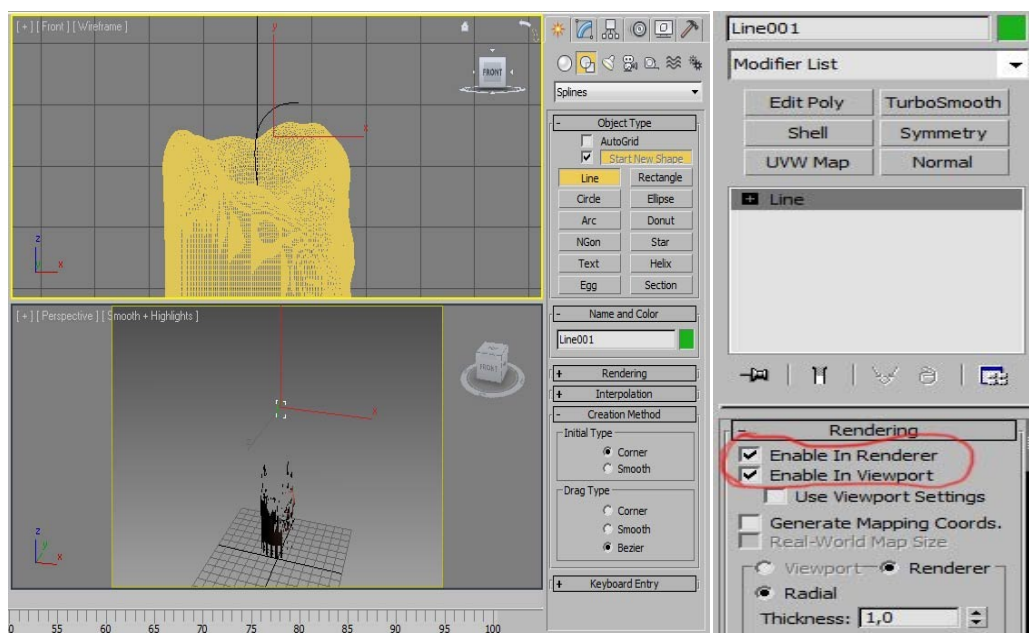 [ + ] [ Front ] [ Wireframe ]
y
x
FRONT
z
y
x
[ + ] [ Perspective ] [ Smooth + Highlights ]
x
z
FRONT
z
y
x
55 60 65 70 75 80 85 90 95 100
Splines
- Object Type
AutoGrid
Start New Shape
Line Rectangle
Circle Ellipse
Arc Donut
NGon Star
Text Helix
Egg Section
- Name and Color
Line001
+ Rendering
+ Interpolation
- Creation Method
Initial Type
Corner
Smooth
Drag Type
Corner
Smooth
Bezier
+ Keyboard Entry
Line001
Modifier List
Edit Poly TurboSmooth
Shell Symmetry
UVW Map Normal
Line
- Rendering
Enable In Renderer
Enable In Viewport
Use Viewport Settings
Generate Mapping Coords.
Real-World Map Size
Viewport Renderer
Radial
Thickness: 1,0